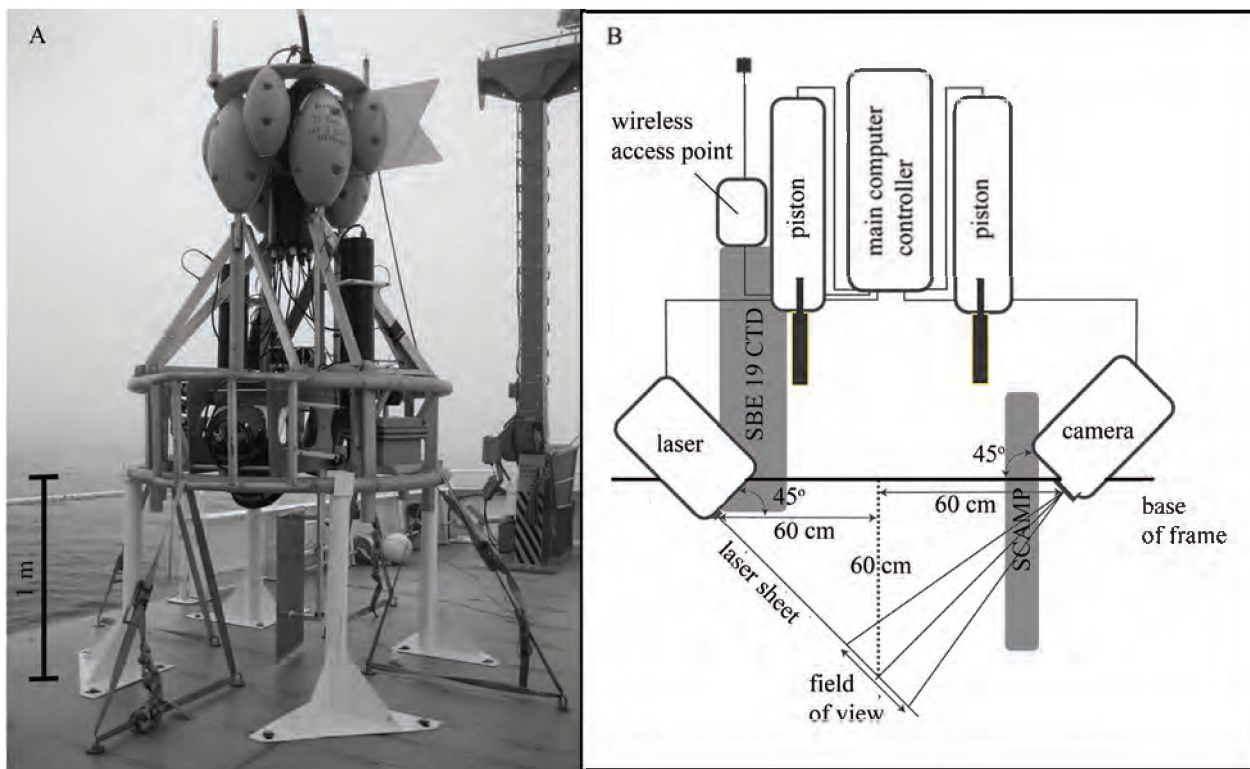 A
1 m
B
wireless
access point
piston
main computer
controller
piston
SBE 19 CTD
laser
camera
45°
45°
60 cm
60 cm
base
of frame
60 cm
SCAMP
laser sheet
field
of view